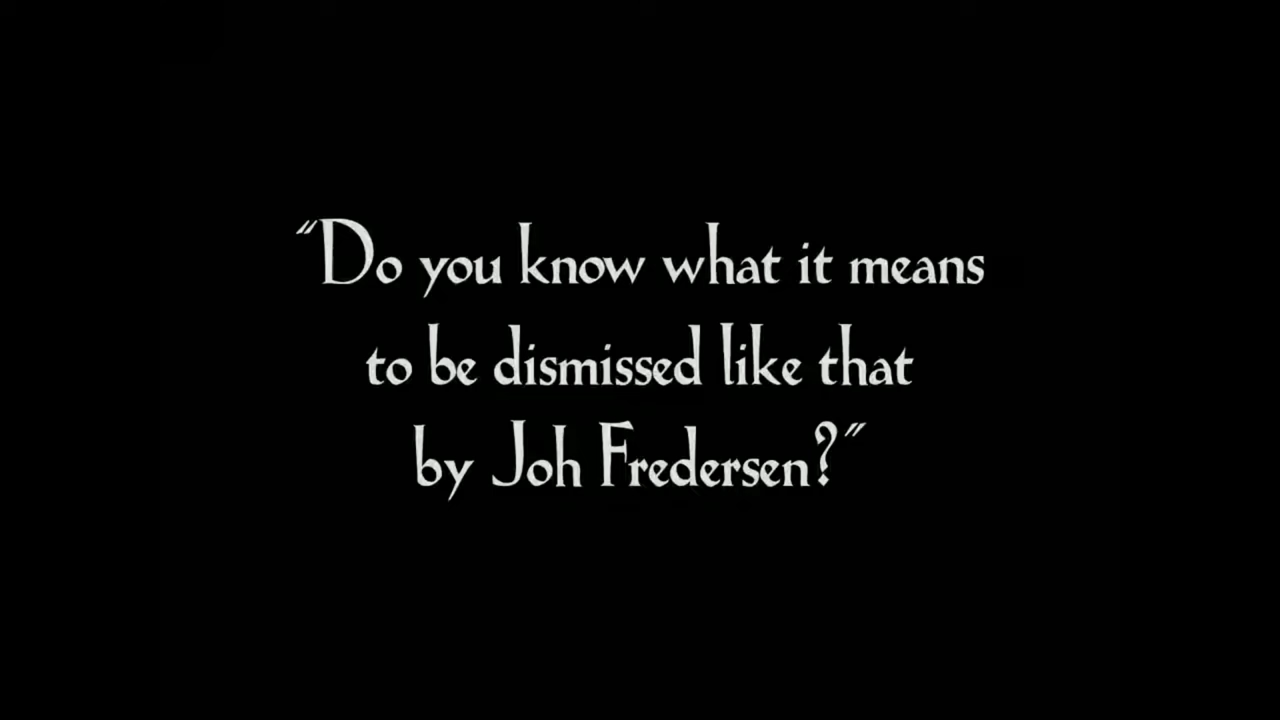 "Do you know what it means
to be dismissed like that
by Joh Fredersen?"